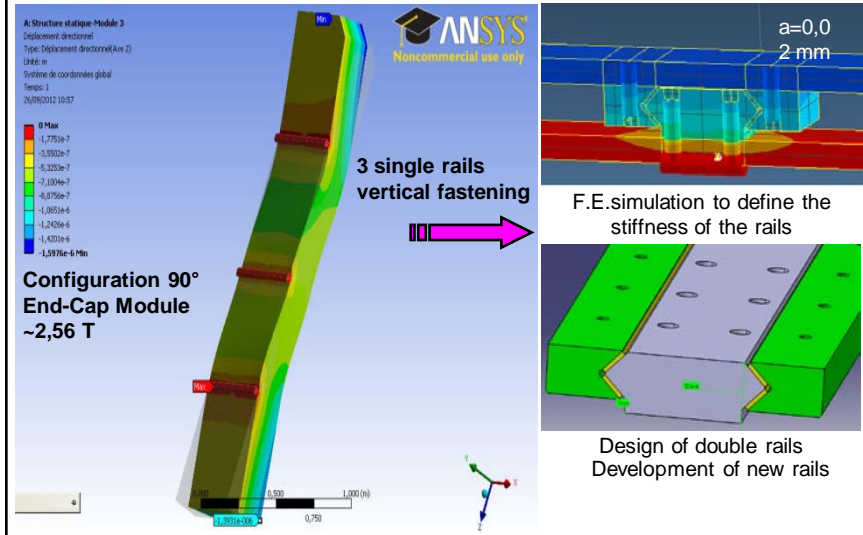 A: Structure statique-Module 3
Déplacement directionnel
Type: Déplacement directionnel(Axe Z)
Unité: m
Système de coordonnées global
Temps: 1
26/09/2012 10:57
0 Max
-1,7751e-7
-3,5502e-7
-5,3253e-7
-7,1004e-7
-8,8756e-7
-1,0651e-6
-1,2426e-6
-1,4201e-6
-1,5976e-6 Min
Min
ANSYS
Noncommercial use only
3 single rails
vertical fastening
Configuration 90°
End-Cap Module
~2,56 T
Max
-1,3931e-006
0,500
1,000 (m)
0,750
Y
X
Z
a=0,0
2 mm
F.E.simulation to define the
stiffness of the rails
Design of double rails
Development of new rails